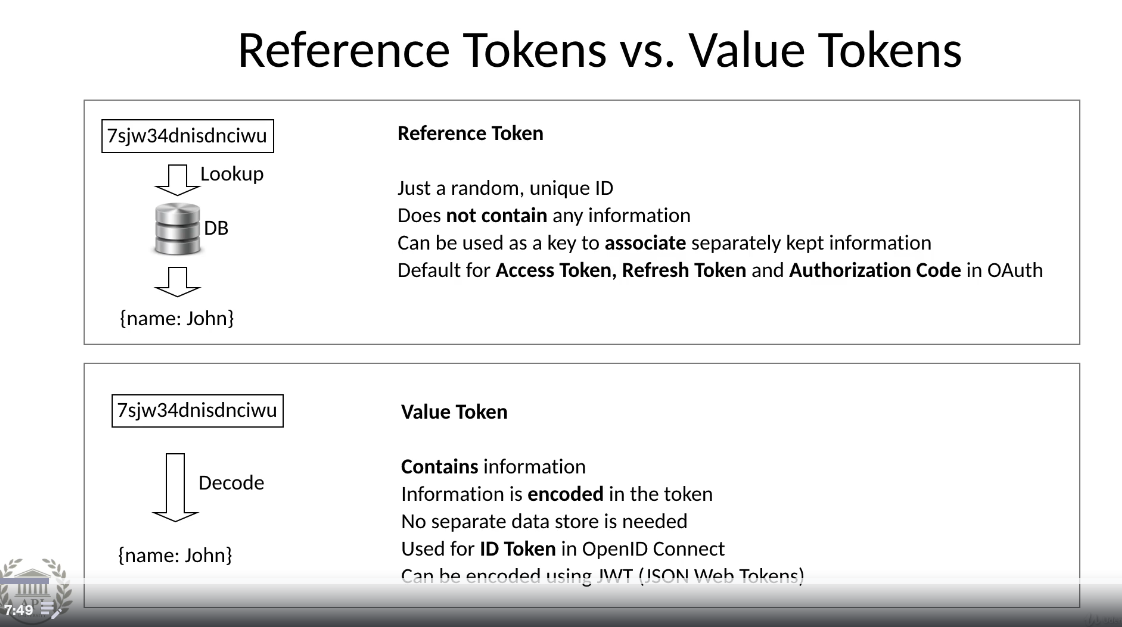 Reference Tokens vs. Value Tokens
7sjw34dnisdnciwu
Lookup
DB
{name: John}
Reference Token
Just a random, unique ID
Does not contain any information
Can be used as a key to associate separately kept information
Default for Access Token, Refresh Token and Authorization Code in OAuth
7sjw34dnisdnciwu
Decode
{name: John}
Value Token
Contains information
Information is encoded in the token
No separate data store is needed
Used for ID Token in OpenID Connect
Can be encoded using JWT (JSON Web Tokens)
API
7:49